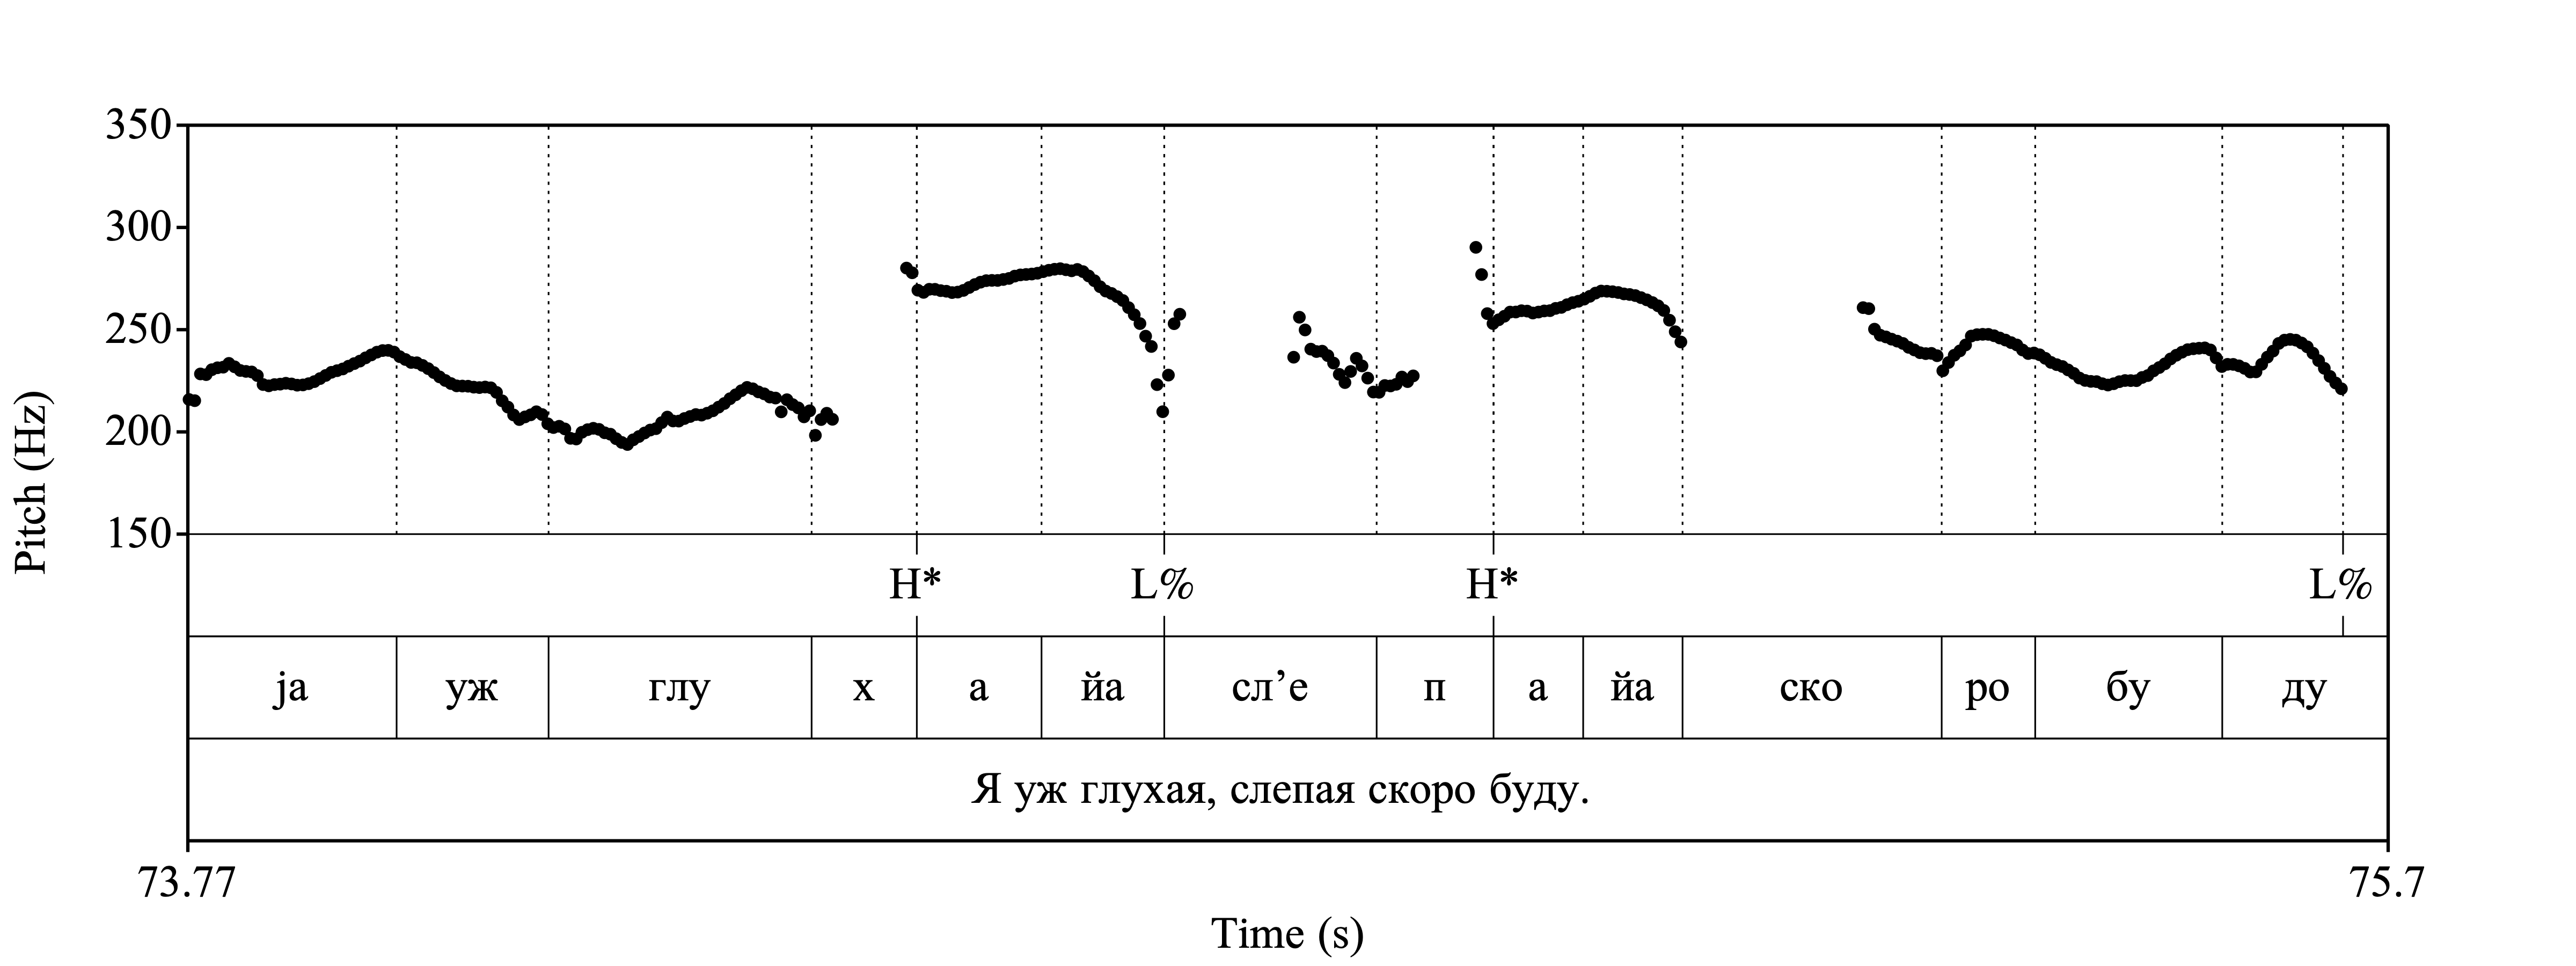 350
300
250
200
150
Pitch (Hz)
H* L% H* L%
ја уж глу х а йа сл’е п а йа ско ро бу ду
Я уж глухая, слепая скоро буду.
73.77 75.7
Time (s)